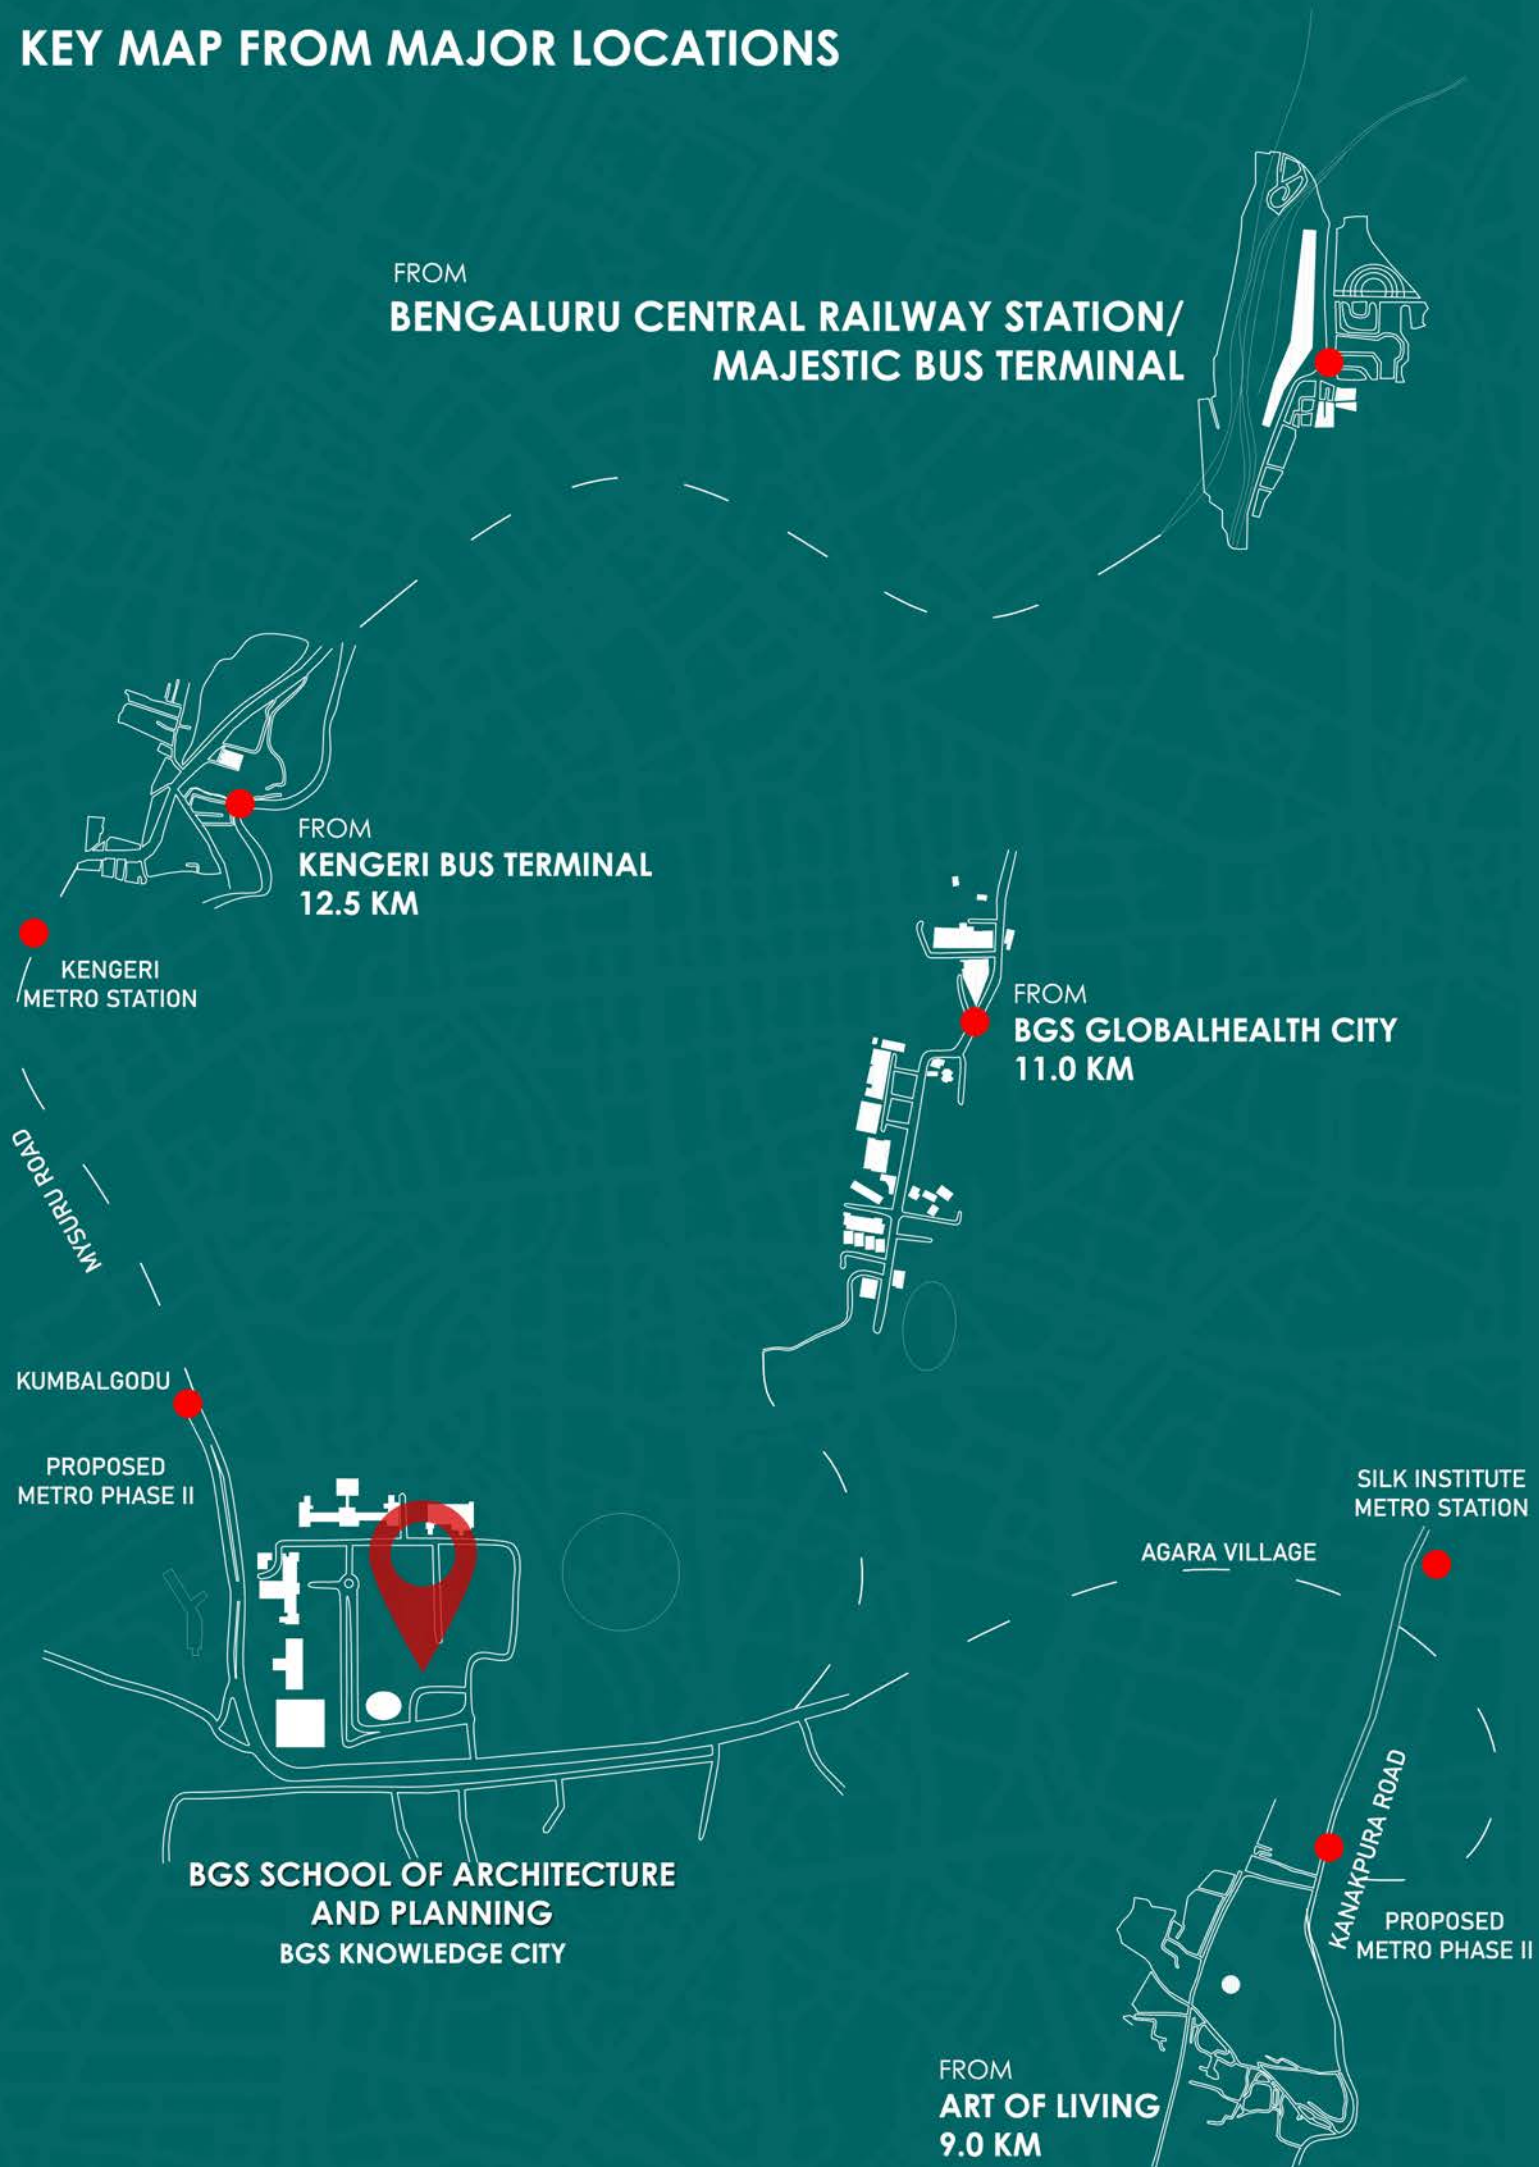 KEY MAP FROM MAJOR LOCATIONS
FROM
BENGALURU CENTRAL RAILWAY STATION/
MAJESTIC BUS TERMINAL
FROM
KENGERI BUS TERMINAL
12.5 KM
KENGERI
METRO STATION
FROM
BGS GLOBALHEALTH CITY
11.0 KM
MYSURU ROAD
KUMBALGODU
PROPOSED
METRO PHASE II
SILK INSTITUTE
METRO STATION
AGARA VILLAGE
KANAKPURA ROAD
BGS SCHOOL OF ARCHITECTURE
AND PLANNING
BGS KNOWLEDGE CITY
PROPOSED
METRO PHASE II
FROM
ART OF LIVING
9.0 KM